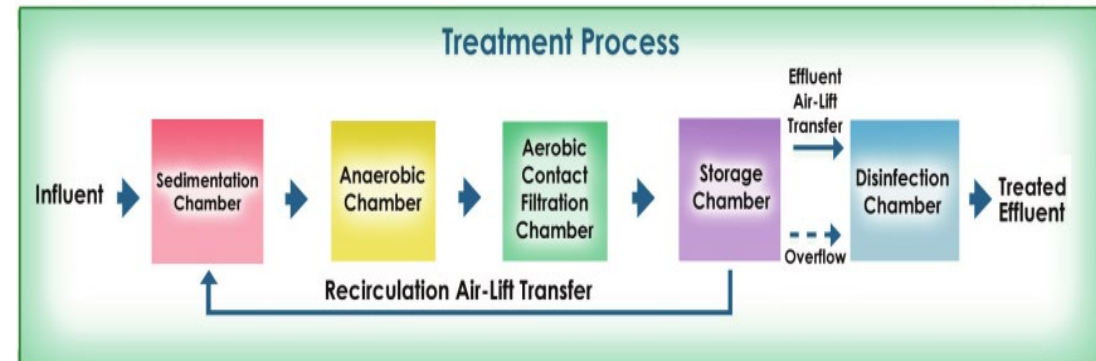 Treatment Process
Influent
Sedimentation
Chamber
Anaerobic
Chamber
Aerobic
Contact
Filtration
Chamber
Storage
Chamber
Effluent
Air-Lift
Transfer
Overflow
Disinfection
Chamber
Treated
Effluent
Recirculation Air-Lift Transfer